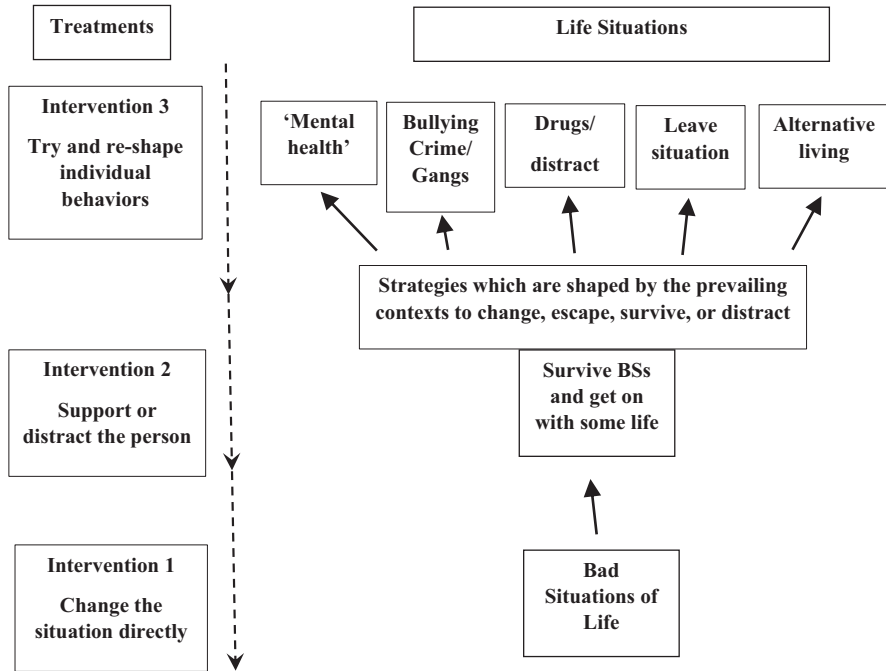 Treatments
Life Situations
Intervention 3
Try and re-shape
individual
behaviors
‘Mental
health’
Bullying
Crime/
Gangs
Drugs/
distract
Leave
situation
Alternative
living
Strategies which are shaped by the prevailing
contexts to change, escape, survive, or distract
Intervention 2
Support or
distract the person
Survive BSs
and get on
with some life
Intervention 1
Change the
situation directly
Bad
Situations of
Life